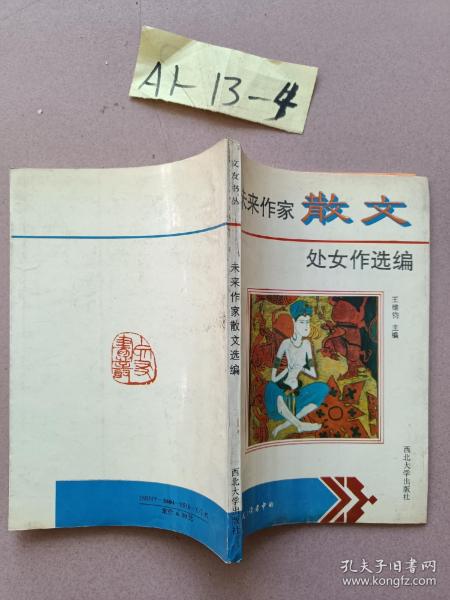 A1-13-4
未来作家 散文
处女作选编
王维钧 主编
西北大学出版社
文友书丛
未来作家散文选编
西北大学出版社
孔夫子旧书网
www.kongfz.com